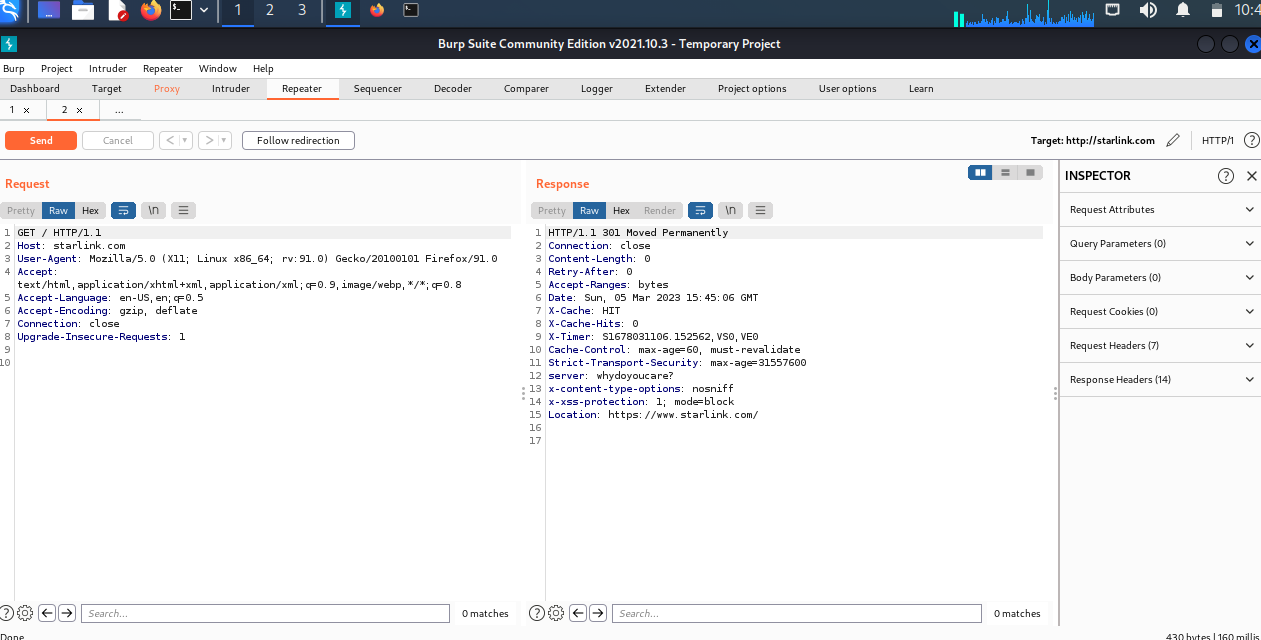 1 2 3 10:4
Burp Suite Community Edition v2021.10.3 - Temporary Project
Burp Project Intruder Repeater Window Help
Dashboard Target Proxy Intruder Repeater Sequencer Decoder Comparer Logger Extender Project options User options Learn
1 × 2 × ...
Send Cancel < > Follow redirection Target: http://starlink.com HTTP/1 ?
Request
Pretty Raw Hex \n
1 GET / HTTP/1.1
2 Host: starlink.com
3 User-Agent: Mozilla/5.0 (X11; Linux x86_64; rv:91.0) Gecko/20100101 Firefox/91.0
4 Accept:
text/html,application/xhtml+xml,application/xml;q=0.9,image/webp,*/*;q=0.8
5 Accept-Language: en-US,en;q=0.5
6 Accept-Encoding: gzip, deflate
7 Connection: close
8 Upgrade-Insecure-Requests: 1
9
10
? Search... 0 matches
Response
Pretty Raw Hex Render \n
1 HTTP/1.1 301 Moved Permanently
2 Connection: close
3 Content-Length: 0
4 Retry-After: 0
5 Accept-Ranges: bytes
6 Date: Sun, 05 Mar 2023 15:45:06 GMT
7 X-Cache: HIT
8 X-Cache-Hits: 0
9 X-Timer: S1678031106.152562,VS0,VE0
10 Cache-Control: max-age=60, must-revalidate
11 Strict-Transport-Security: max-age=31557600
12 server: whydoyoucare?
13 x-content-type-options: nosniff
14 x-xss-protection: 1; mode=block
15 Location: https://www.starlink.com/
16
17
? Search... 0 matches
INSPECTOR ?
Request Attributes
Query Parameters (0)
Body Parameters (0)
Request Cookies (0)
Request Headers (7)
Response Headers (14)
Done 430 bytes | 160 millis